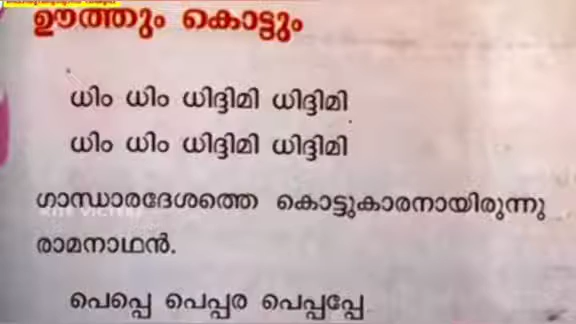 ഊത്തും കൊട്ടും
ധിം ധിം ധിദ്ദിമി ധിദ്ദിമി
ധിം ധിം ധിദ്ദിമി ധിദ്ദിമി
ഗാന്ധാരദേശത്തെ കൊട്ടുകാരനായിരുന്നു
രാമനാഥൻ.
പെപ്പെ പെപ്പര പെപ്പപ്പേ